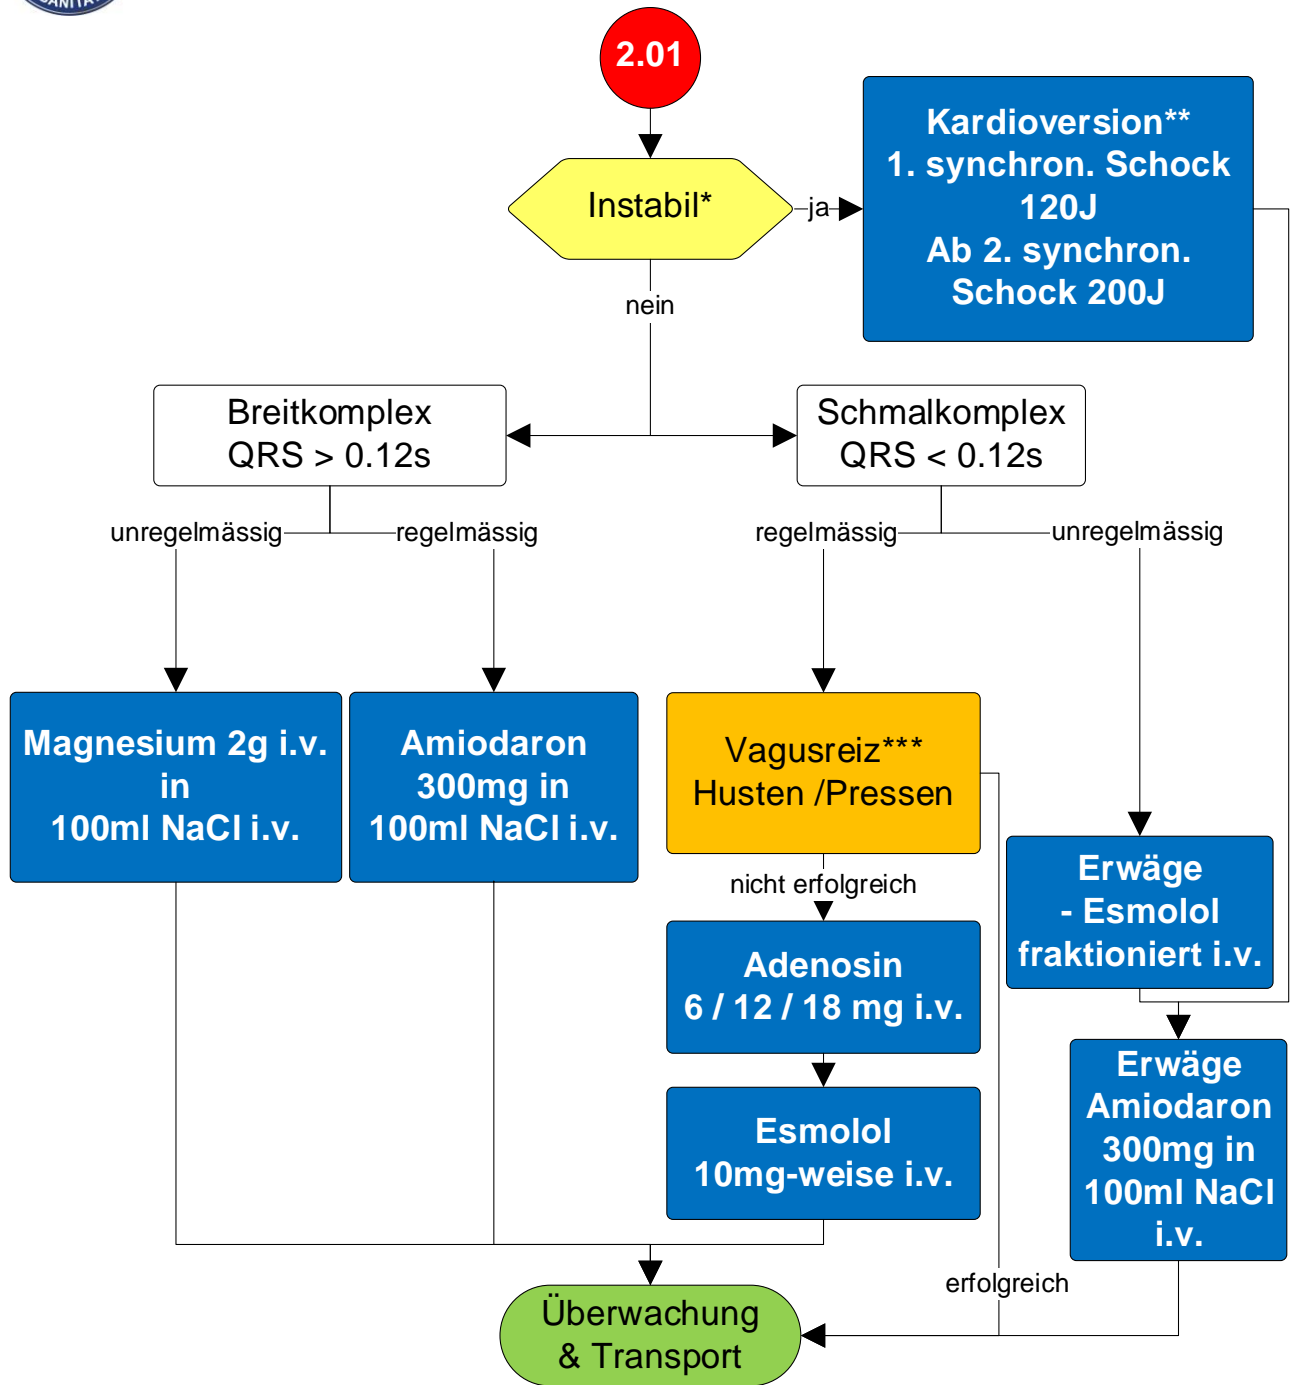 SANITÄ
2.01
Instabil*
ja
Kardioversion**
1. synchron. Schock
120J
Ab 2. synchron.
Schock 200J
nein
Breitkomplex
QRS > 0.12s
Schmalkomplex
QRS < 0.12s
unregelmässig
regelmässig
regelmässig
unregelmässig
Magnesium 2g i.v.
in
100ml NaCl i.v.
Amiodaron
300mg in
100ml NaCl i.v.
Vagusreiz***
Husten /Pressen
nicht erfolgreich
Adenosin
6 / 12 / 18 mg i.v.
Esmolol
10mg-weise i.v.
Erwäge
- Esmolol
fraktioniert i.v.
Erwäge
Amiodaron
300mg in
100ml NaCl
i.v.
erfolgreich
Überwachung
& Transport